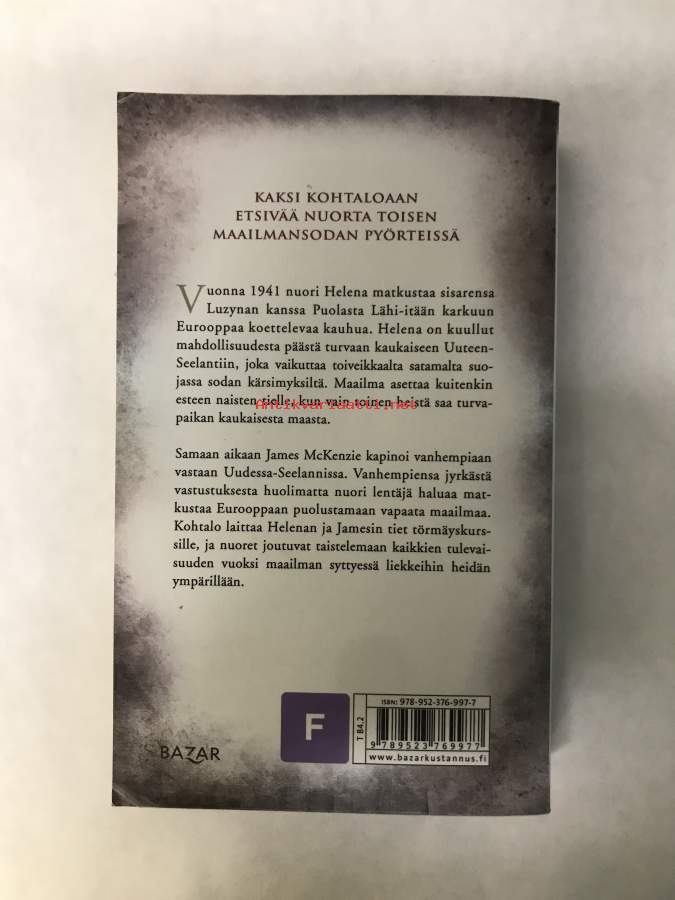 KAKSI KOHTALOAAN
ETSIVÄÄ NUORTA TOISEN
MAAILMANSODAN PYÖRTEISSÄ
Vuonna 1941 nuori Helena matkustaa sisarensa
Luzynan kanssa Puolasta Lähi-itään karkuun
Eurooppaa koettelevaa kauhua. Helena on kuullut
mahdollisuudesta päästä turvaan kaukaiseen Uuteen-
Seelantiin, joka vaikuttaa toiveikkaalta satamalta suo-
jassa sodan kärsimyksiltä. Maailma asettaa kuitenkin
esteen naisten tielle, kun vain toinen heistä saa turva-
Antikvariaatti.net
paikan kaukaisesta maasta.
Samaan aikaan James McKenzie kapinoi vanhempiaan
vastaan Uudessa-Seelannissa. Vanhempiensa jyrkästä
vastustuksesta huolimatta nuori lentäjä haluaa mat-
kustaa Eurooppaan puolustamaan vapaata maailmaa.
Kohtalo laittaa Helenan ja Jamesin tiet törmäyskurs-
sille, ja nuoret joutuvat taistelemaan kaikkien tulevai-
suuden vuoksi maailman syttyessä liekkeihin heidän
ympärillään.
BAZAR
F
T 84.2
ISBN: 978-952-376-997-7
9 789523 769977
www.bazarkustannus.fi